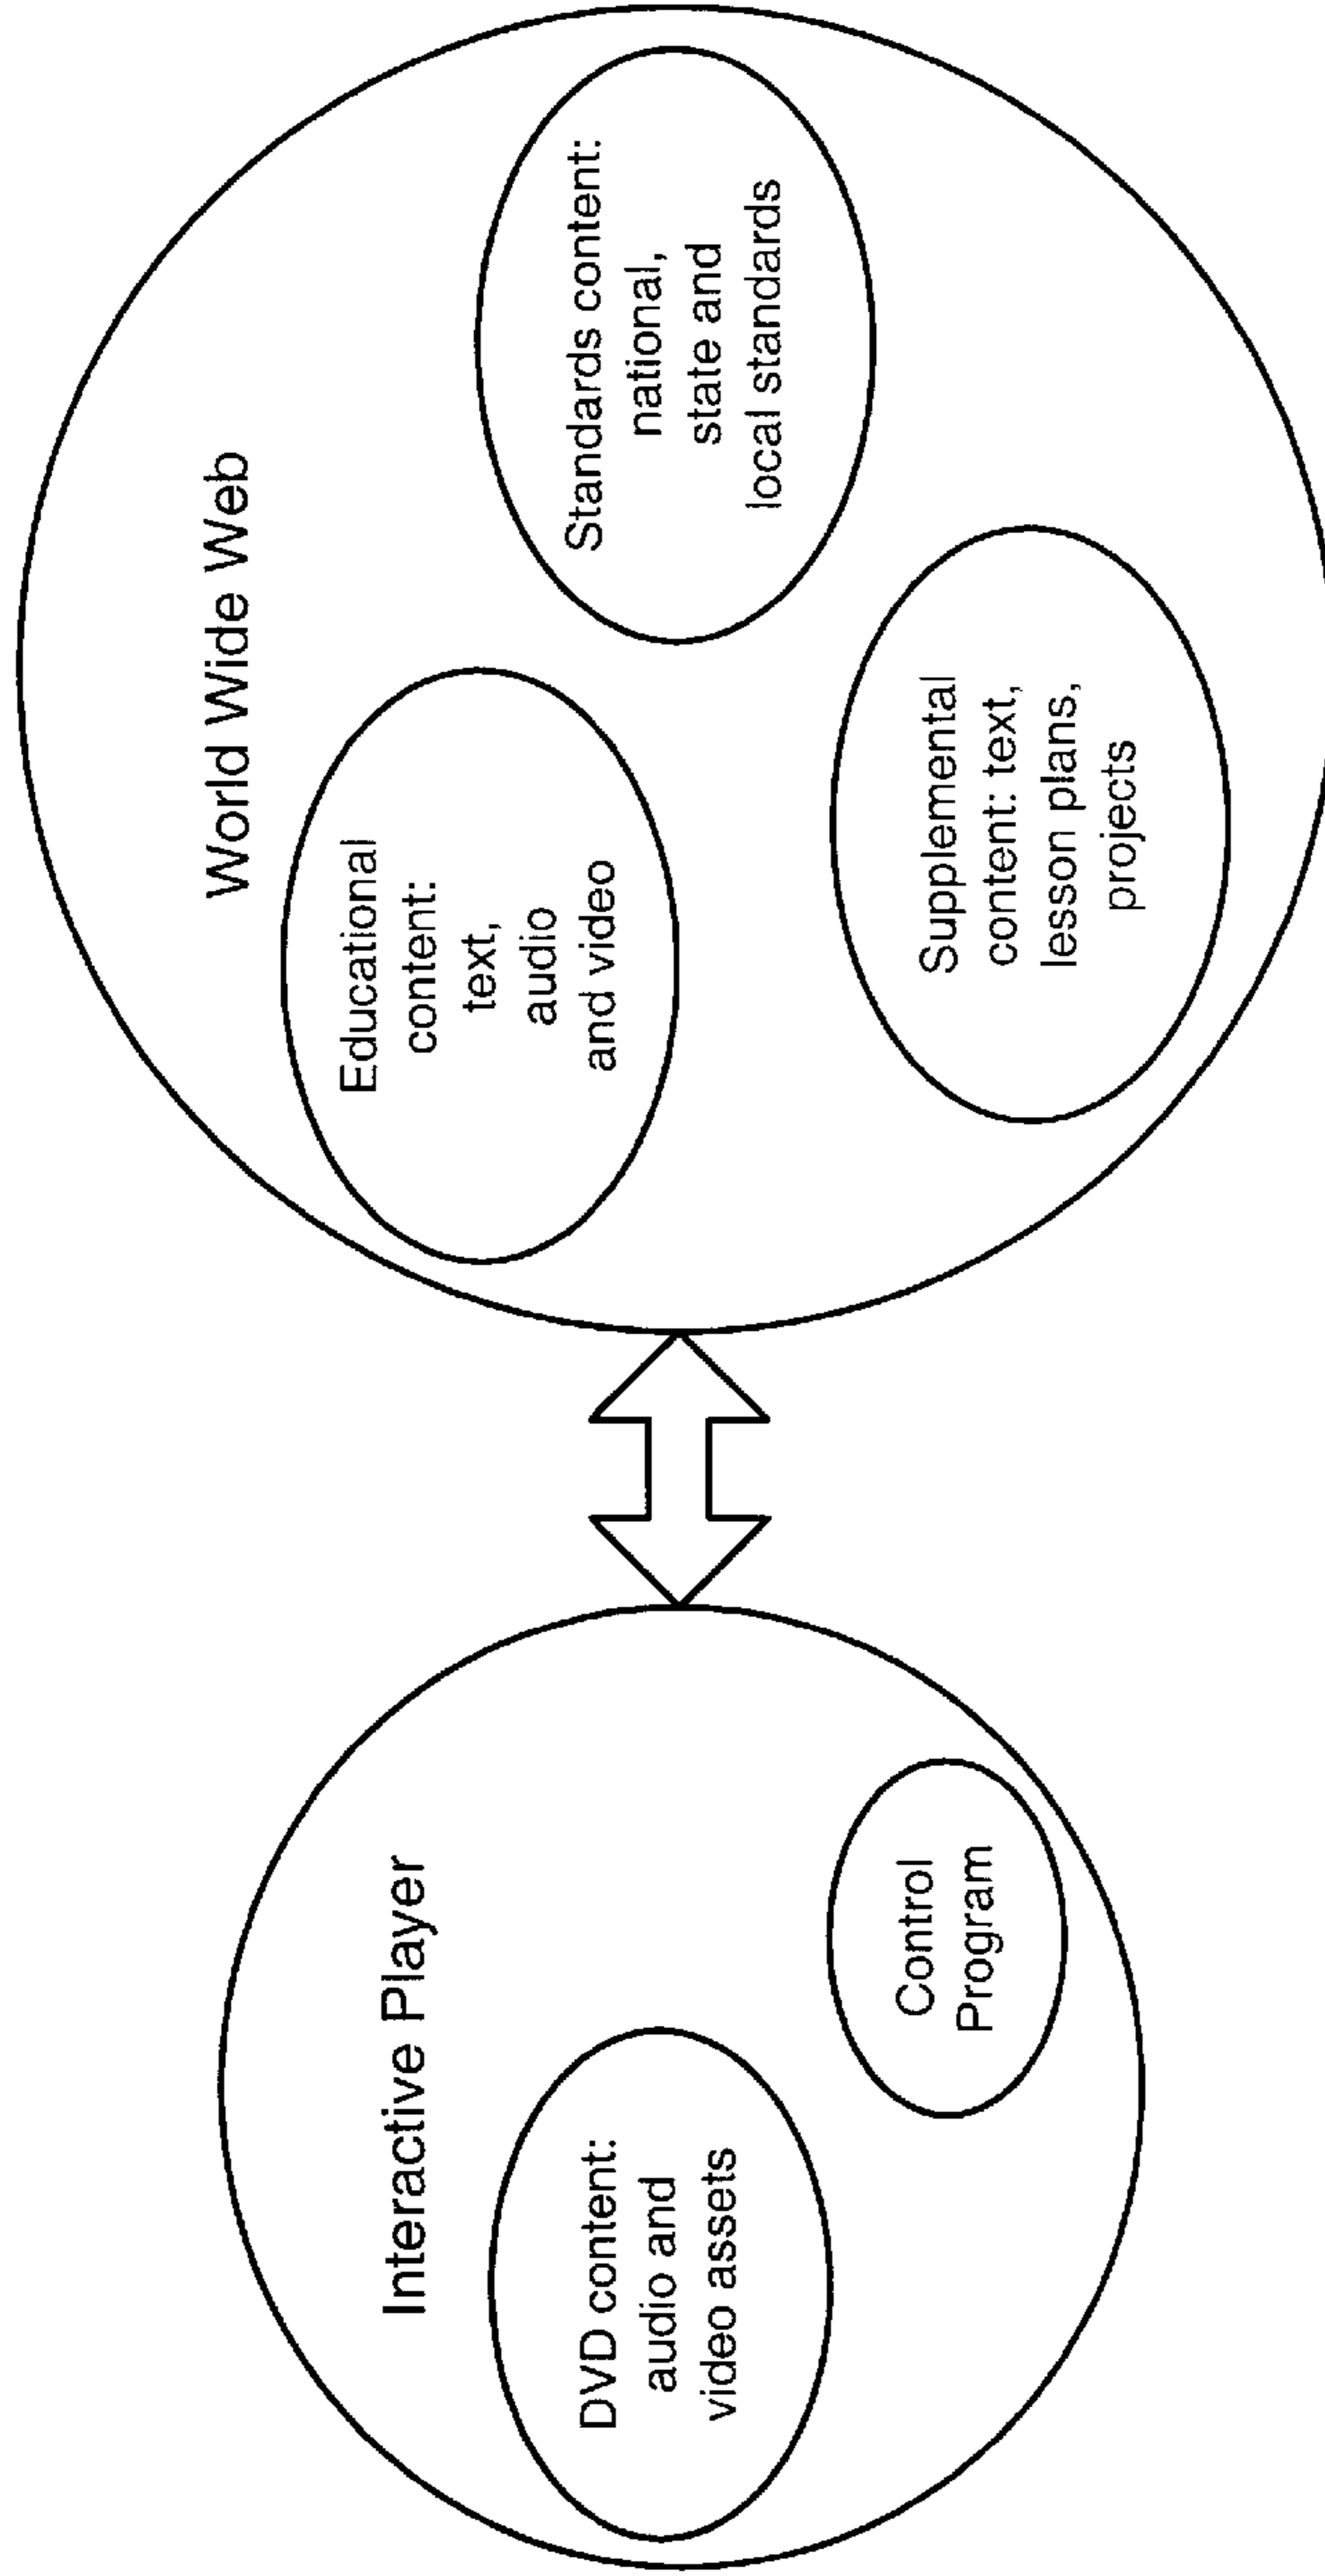 Interactive Player
DVD content:
audio and
video assets
Control
Program
World Wide Web
Educational
content:
text,
audio
and video
Standards content:
national,
state and
local standards
Supplemental
content: text,
lesson plans,
projects